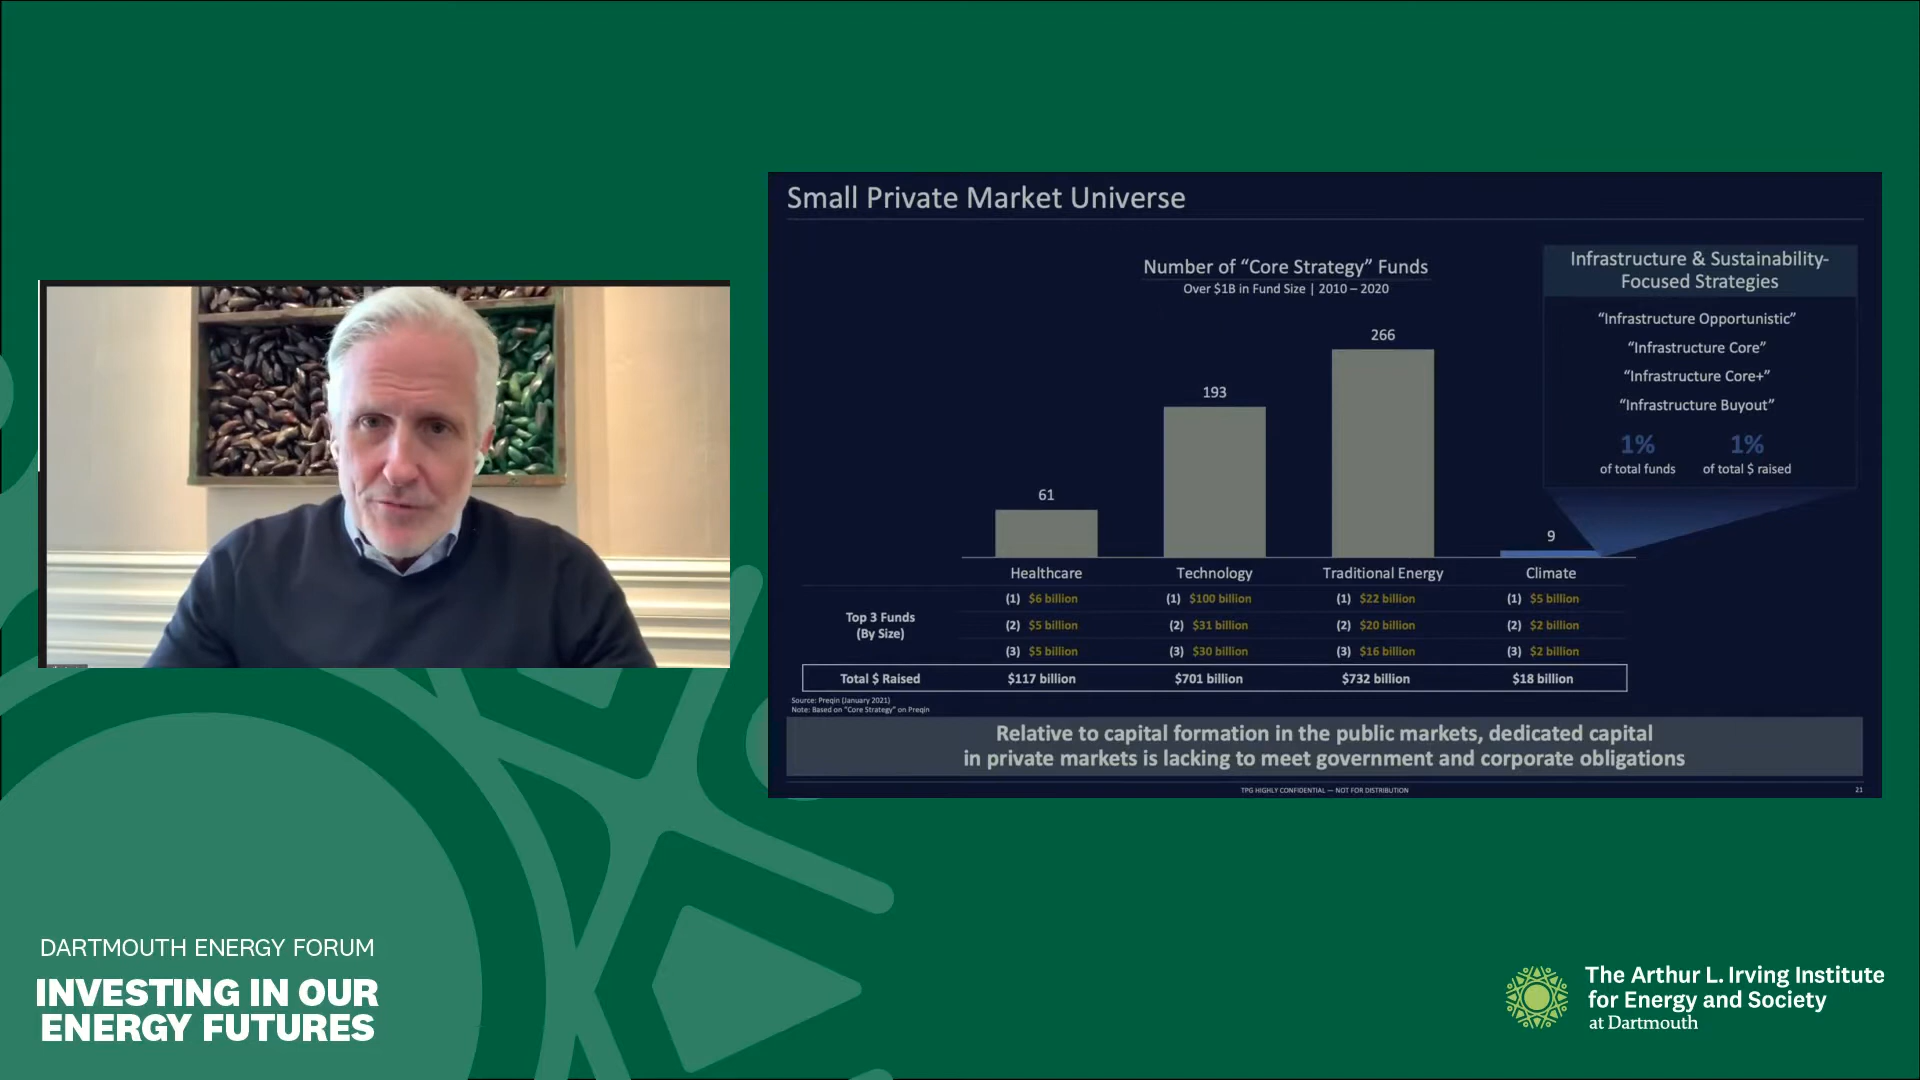 Small Private Market Universe
Number of “Core Strategy” Funds
Over $1B in Fund Size | 2010 – 2020
Infrastructure & Sustainability-
Focused Strategies
“Infrastructure Opportunistic”
“Infrastructure Core”
“Infrastructure Core+”
“Infrastructure Buyout”
1% 1%
of total funds of total $ raised
61
193
266
9
Healthcare Technology Traditional Energy Climate
Top 3 Funds
(By Size)
(1) $6 billion (1) $100 billion (1) $22 billion (1) $5 billion
(2) $5 billion (2) $31 billion (2) $20 billion (2) $2 billion
(3) $5 billion (3) $30 billion (3) $16 billion (3) $2 billion
Total $ Raised $117 billion $701 billion $732 billion $18 billion
Source: Preqin (January 2021)
Note: Based on “Core Strategy” on Preqin
Relative to capital formation in the public markets, dedicated capital
in private markets is lacking to meet government and corporate obligations
TPG HIGHLY CONFIDENTIAL — NOT FOR DISTRIBUTION 21
DARTMOUTH ENERGY FORUM
INVESTING IN OUR
ENERGY FUTURES
The Arthur L. Irving Institute
for Energy and Society
at Dartmouth